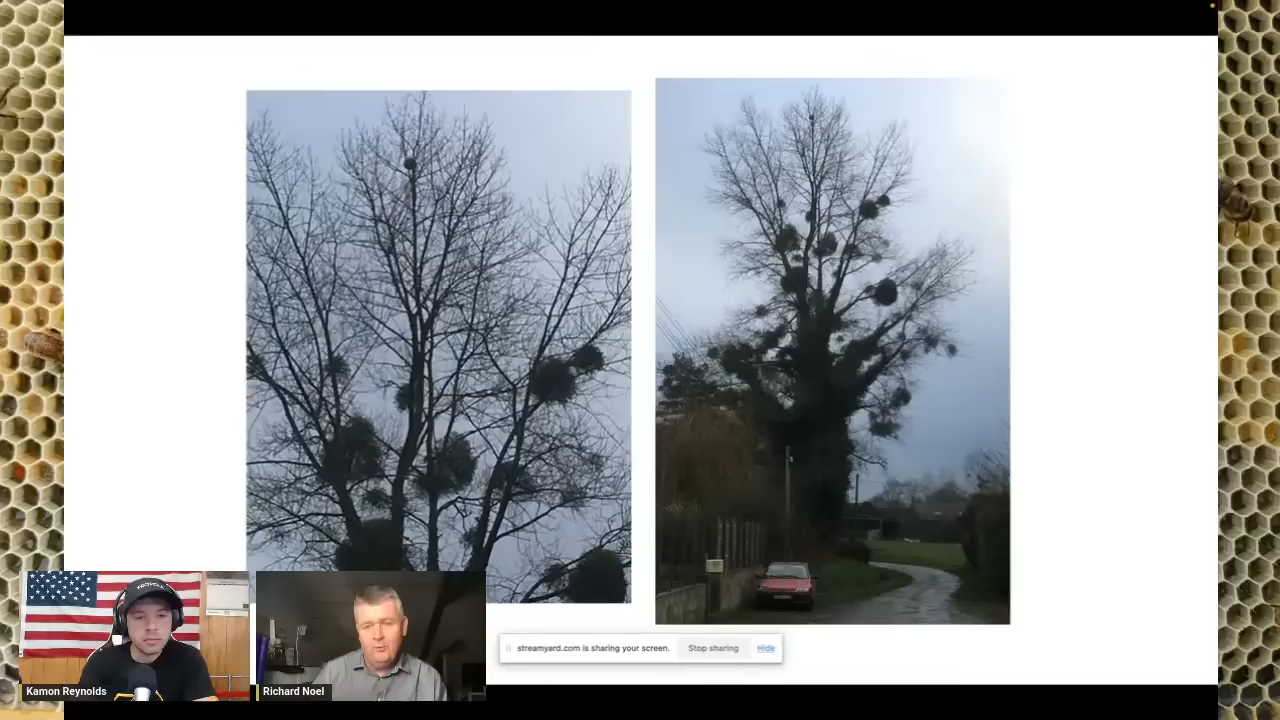 streamyard.com is sharing your screen. Stop sharing Hide
Kamon Reynolds
Richard Noel